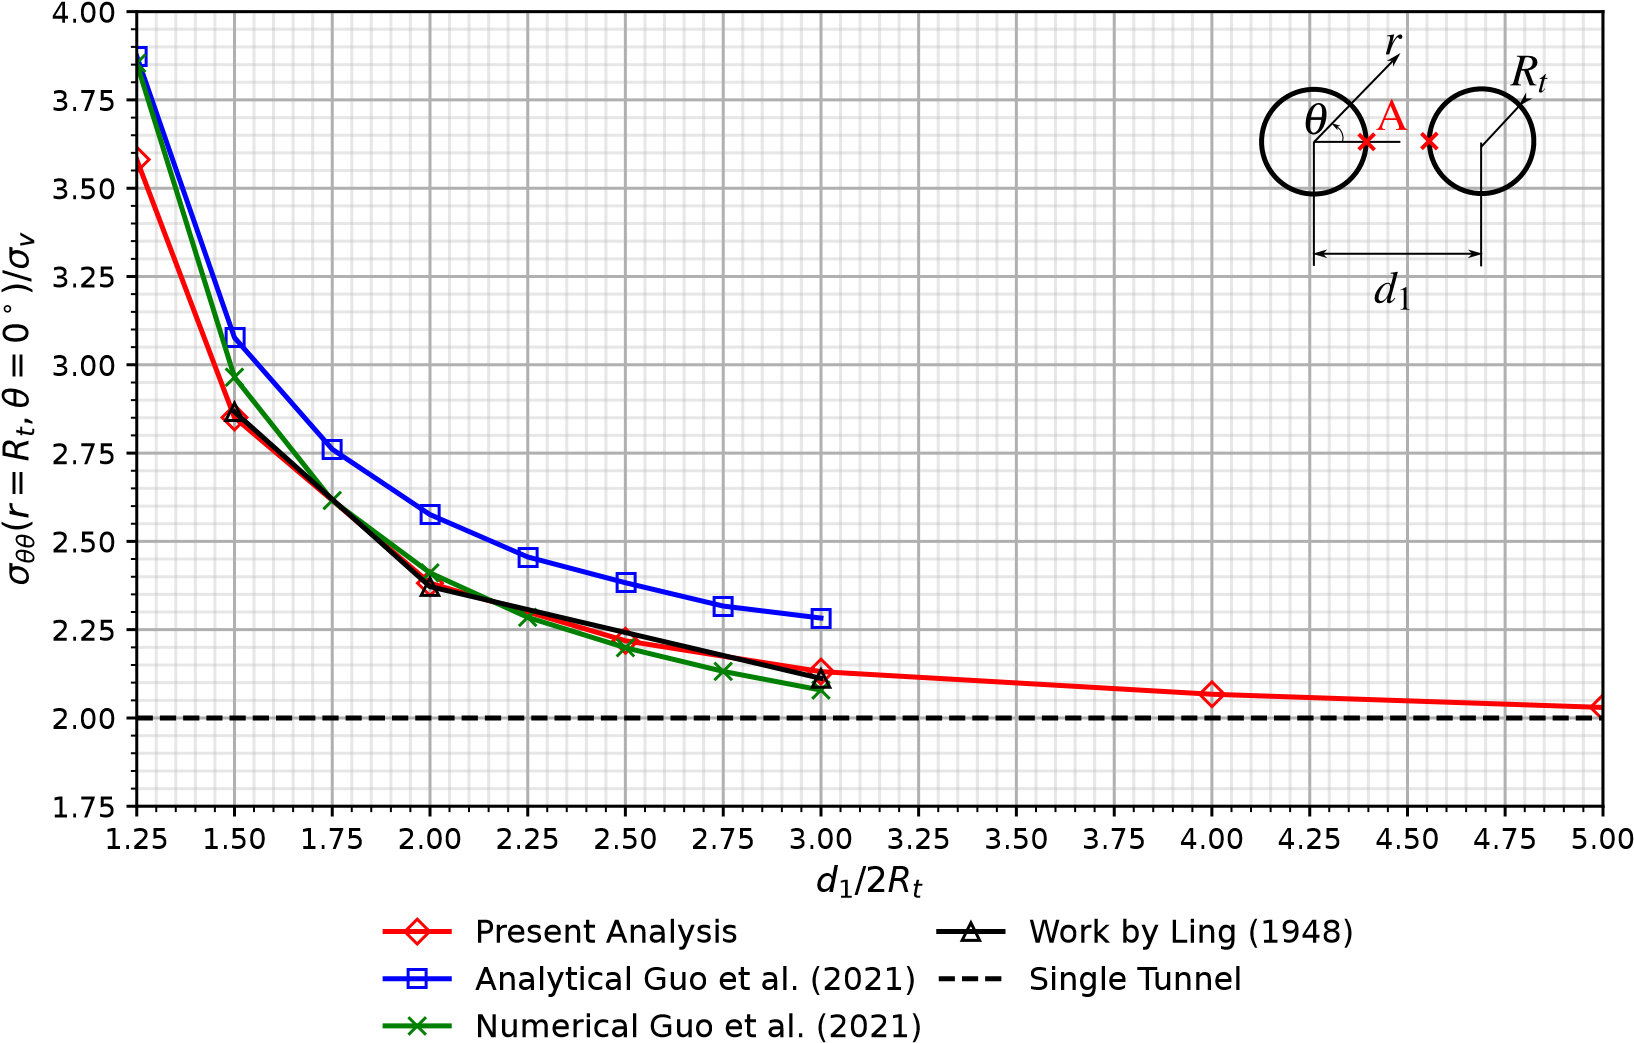 4.00
3.75
3.50
3.25
3.00
2.75
2.50
2.25
2.00
1.75
σθθ(r = Rt, θ = 0°)/σv
r
Rt
θ
A
d1
1.25 1.50 1.75 2.00 2.25 2.50 2.75 3.00 3.25 3.50 3.75 4.00 4.25 4.50 4.75 5.00
d1/2Rt
Present Analysis
Analytical Guo et al. (2021)
Numerical Guo et al. (2021)
Work by Ling (1948)
Single Tunnel